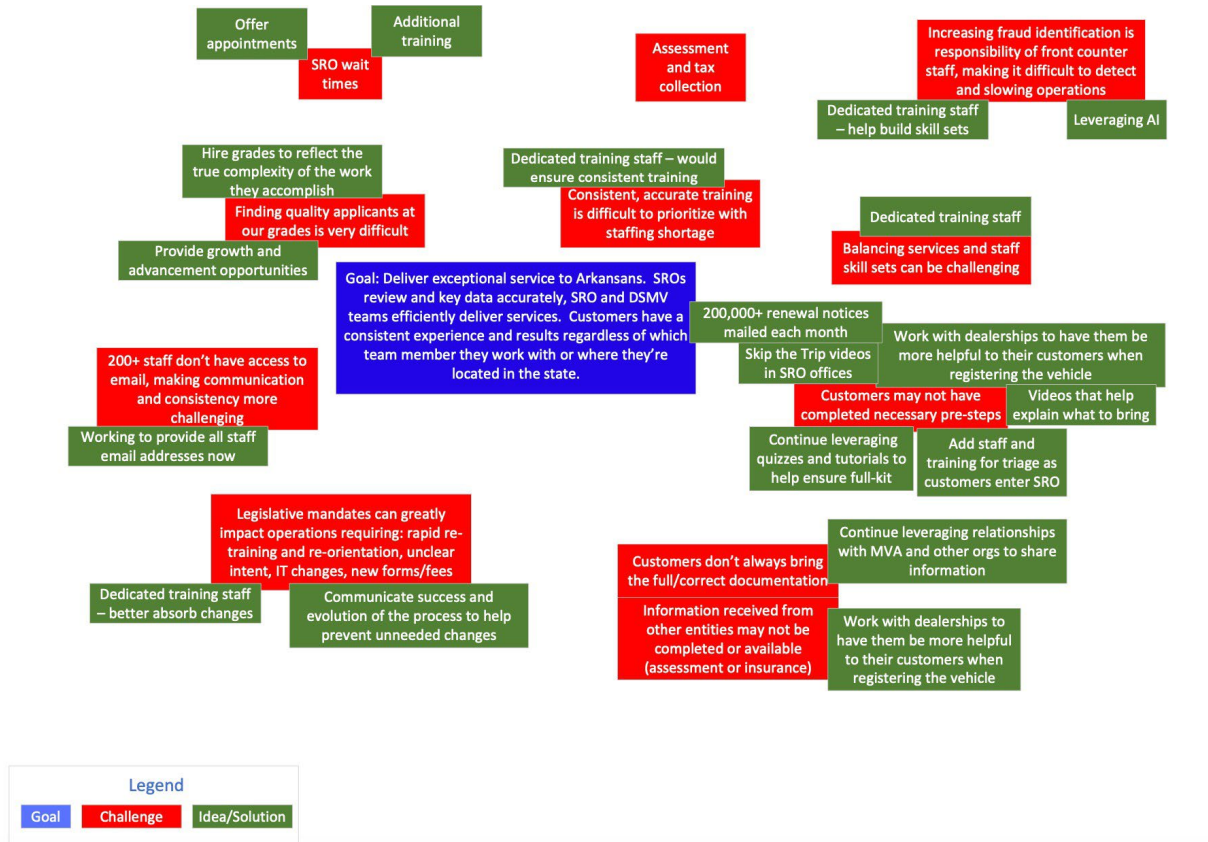 Offer
appointments
Additional
training
SRO wait
times
Assessment
and tax
collection
Increasing fraud identification is
responsibility of front counter
staff, making it difficult to detect
and slowing operations
Dedicated training staff
– help build skill sets
Leveraging AI
Hire grades to reflect the
true complexity of the work
they accomplish
Finding quality applicants at
our grades is very difficult
Provide growth and
advancement opportunities
Dedicated training staff – would
ensure consistent training
Consistent, accurate training
is difficult to prioritize with
staffing shortage
Dedicated training staff
Balancing services and staff
skill sets can be challenging
Goal: Deliver exceptional service to Arkansans.  SROs
review and key data accurately, SRO and DSMV
teams efficiently deliver services.  Customers have a
consistent experience and results regardless of which
team member they work with or where they’re
located in the state.
200,000+ renewal notices
mailed each month
Skip the Trip videos
in SRO offices
Work with dealerships to have them be
more helpful to their customers when
registering the vehicle
Customers may not have
completed necessary pre-steps
Videos that help
explain what to bring
Continue leveraging
quizzes and tutorials to
help ensure full-kit
Add staff and
training for triage as
customers enter SRO
200+ staff don’t have access to
email, making communication
and consistency more
challenging
Working to provide all staff
email addresses now
Legislative mandates can greatly
impact operations requiring: rapid re-
training and re-orientation, unclear
intent, IT changes, new forms/fees
Dedicated training staff
– better absorb changes
Communicate success and
evolution of the process to help
prevent unneeded changes
Customers don’t always bring
the full/correct documentation
Information received from
other entities may not be
completed or available
(assessment or insurance)
Continue leveraging relationships
with MVA and other orgs to share
information
Work with dealerships to
have them be more helpful
to their customers when
registering the vehicle
Legend
Goal
Challenge
Idea/Solution